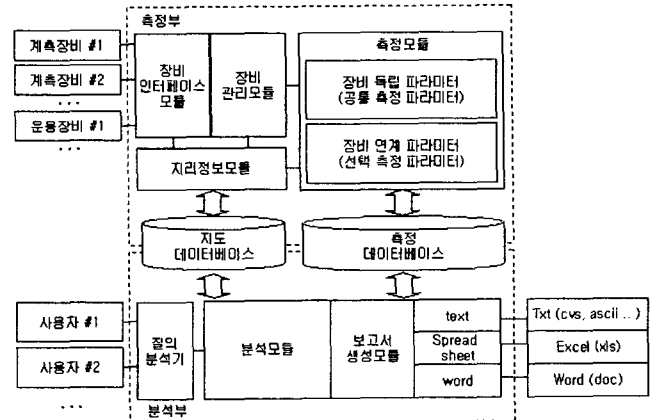 측정부
계측장비 #1
계측장비 #2
...
운용장비 #1
...
장비
인터페이스
모듈
장비
관리모듈
지리정보모듈
측정모듈
장비 독립 파라미터
(공통 측정 파라미터)
장비 연계 파라미터
(선택 측정 파라미터)
지도
데이터베이스
측정
데이터베이스
사용자 #1
사용자 #2
...
질의
분석기
분석모듈
보고서
생성모듈
text
Spread
sheet
word
Txt (cvs, ascii ..)
Excel (xls)
Word (doc)
분석부